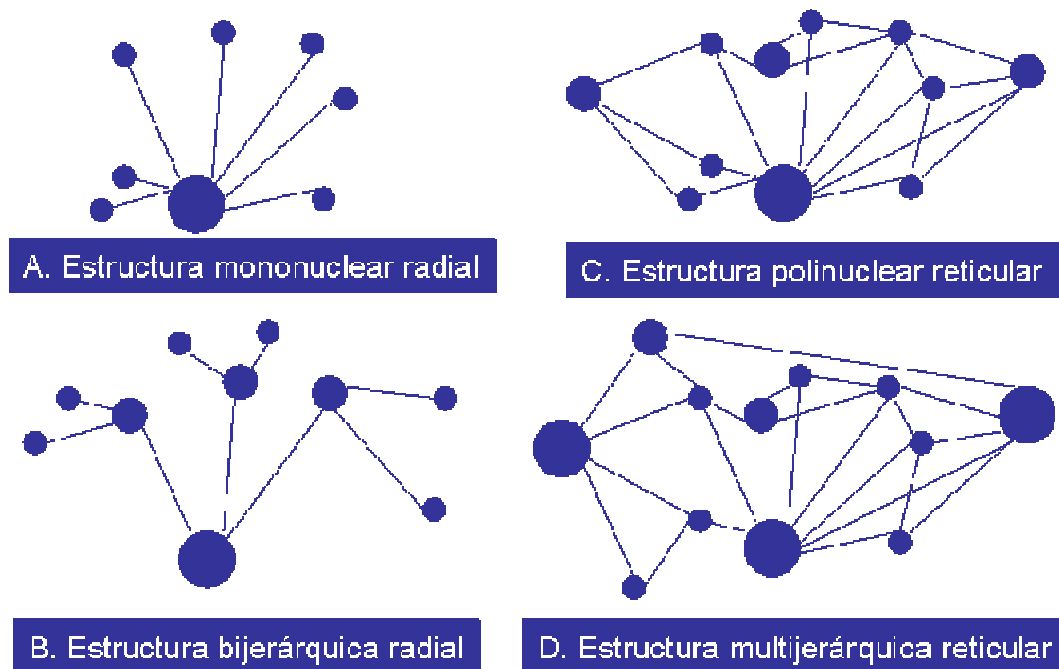 A. Estructura mononuclear radial
C. Estructura polinuclear reticular
B. Estructura bijerárquica radial
D. Estructura multijerárquica reticular